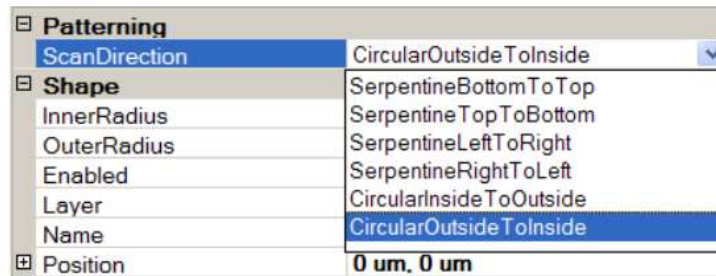 Patterning
ScanDirection CircularOutsideToInside
Shape SerpentineBottomToTop
InnerRadius SerpentineTopToBottom
OuterRadius SerpentineLeftToRight
Enabled SerpentineRightToLeft
Layer CircularInsideToOutside
Name CircularOutsideToInside
Position 0 um, 0 um